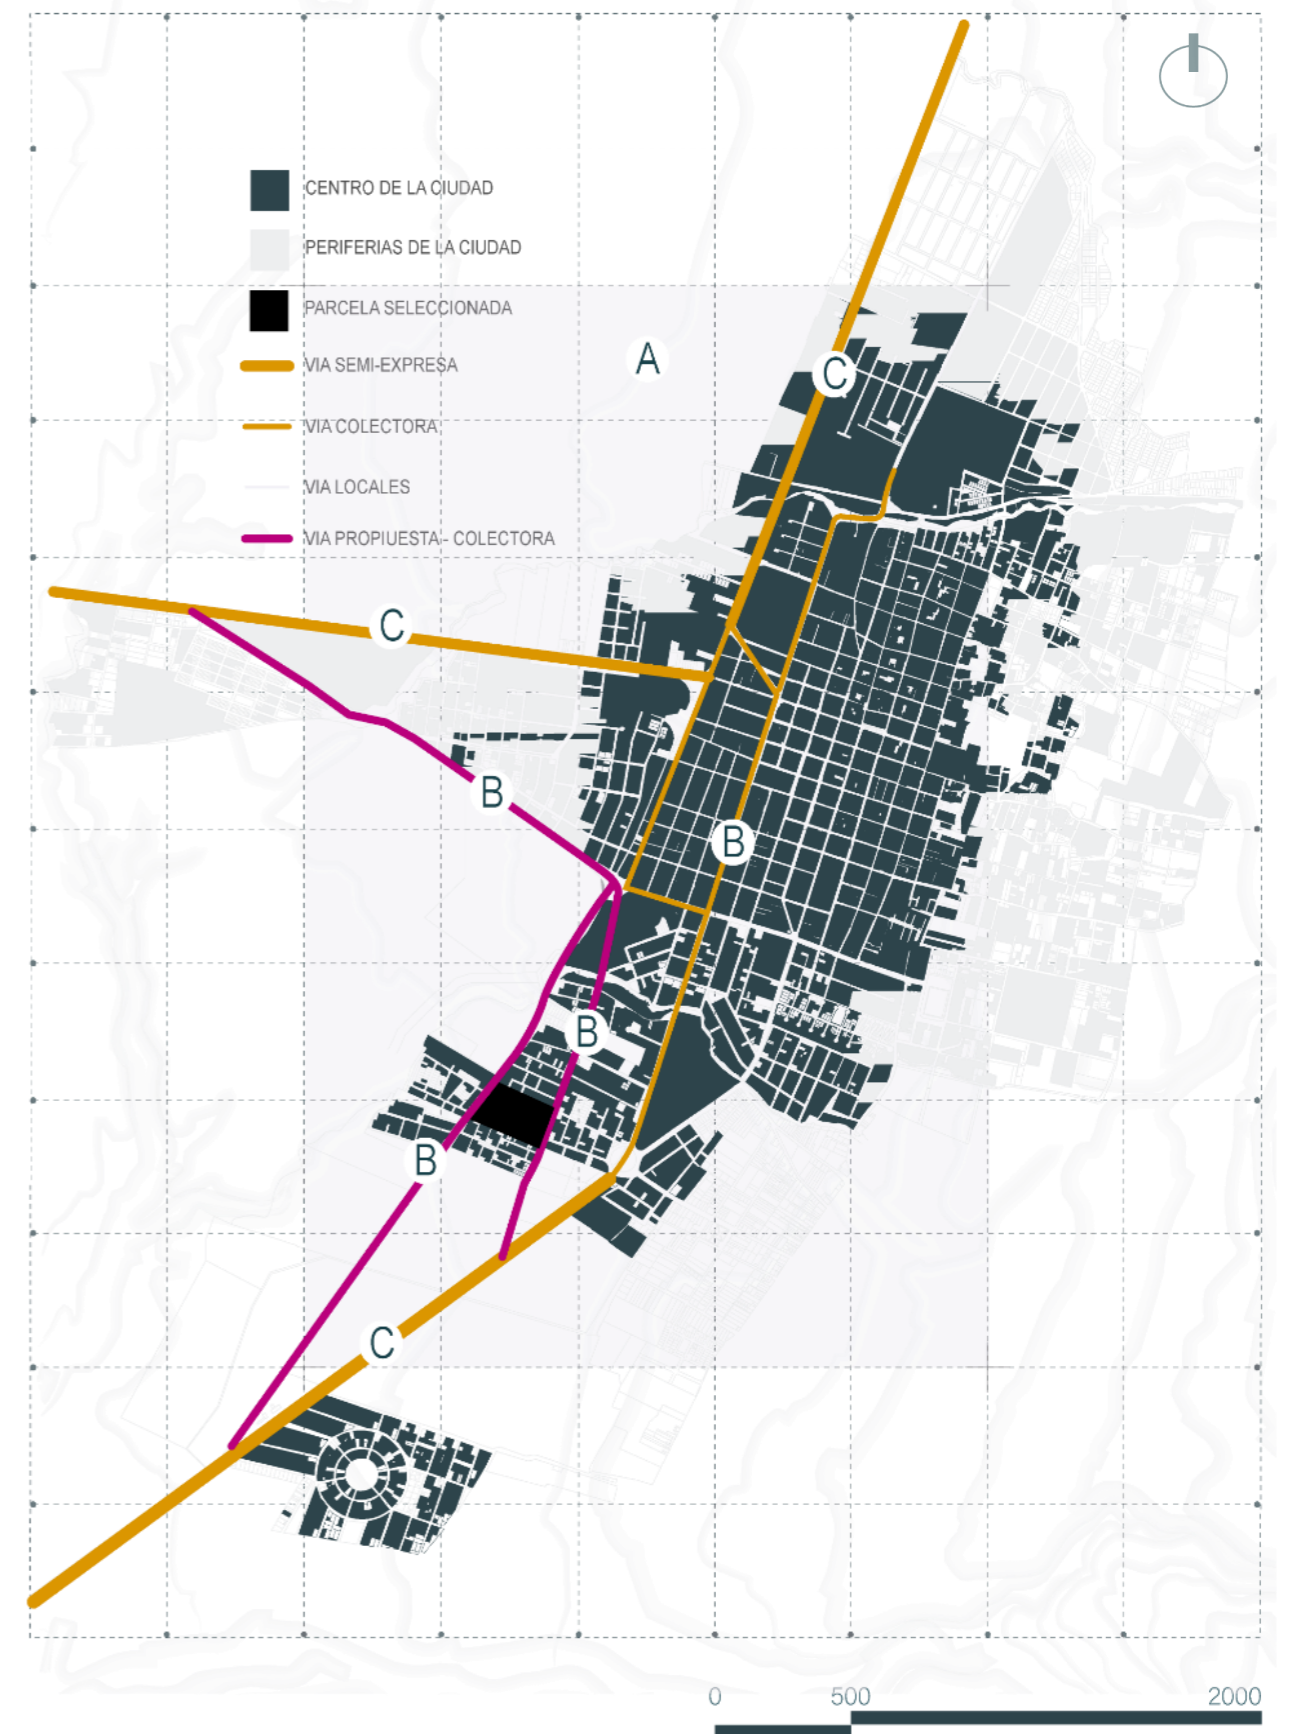 CENTRO DE LA CIUDAD
PERIFERIAS DE LA CIUDAD
PARCELA SELECCIONADA
VIA SEMI-EXPRESA
VIA COLECTORA
VIA LOCALES
VIA PROPIUESTA - COLECTORA
A
C
C
B
B
B
B
C
0 500 2000